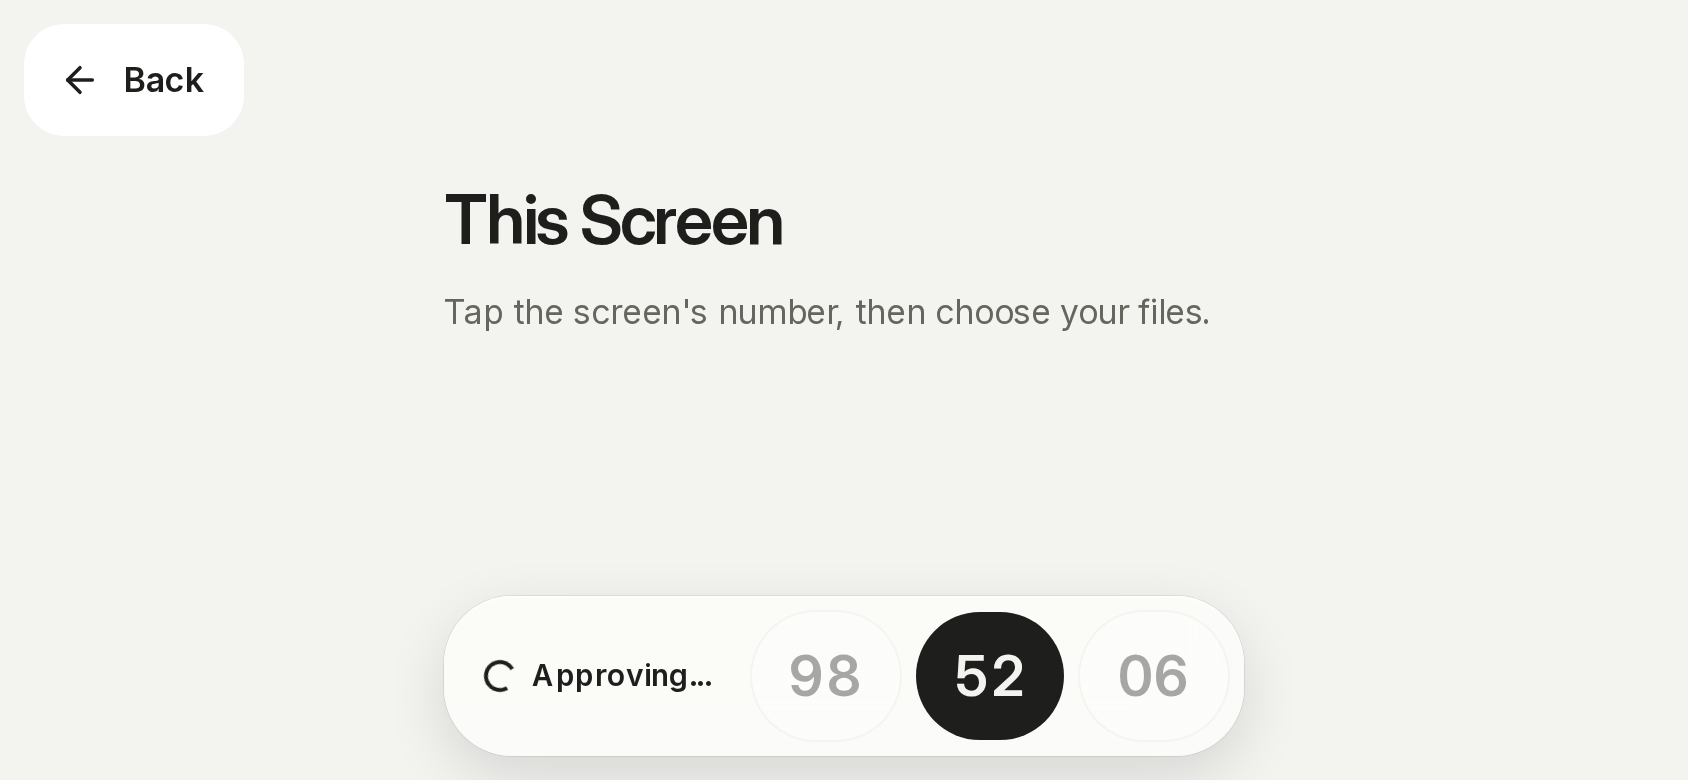 Back
This Screen
Tap the screen's number, then choose your files.
Approving... 98 52 06